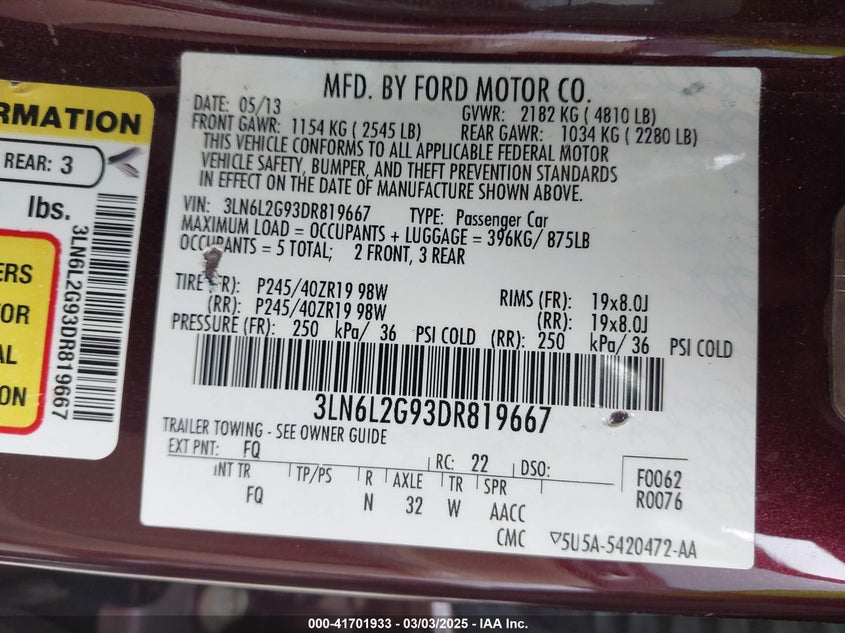 RMATION
REAR: 3
lbs.
ERS
TOR
AL
ON
3LN6L2G93DR819667
MFD. BY FORD MOTOR CO.
DATE: 05/13 GVWR: 2182 KG ( 4810 LB)
FRONT GAWR: 1154 KG ( 2545 LB) REAR GAWR: 1034 KG ( 2280 LB)
THIS VEHICLE CONFORMS TO ALL APPLICABLE FEDERAL MOTOR
VEHICLE SAFETY, BUMPER, AND THEFT PREVENTION STANDARDS
IN EFFECT ON THE DATE OF MANUFACTURE SHOWN ABOVE.
VIN: 3LN6L2G93DR819667 TYPE: Passenger Car
MAXIMUM LOAD = OCCUPANTS + LUGGAGE = 396KG/ 875LB
OCCUPANTS = 5 TOTAL; 2 FRONT, 3 REAR
TIRE(FR): P245/40ZR19 98W RIMS (FR): 19x8.0J
(RR): P245/40ZR19 98W (RR): 19x8.0J
PRESSURE (FR): 250 kPa/ 36 PSI COLD (RR): 250 kPa/ 36 PSI COLD
3LN6L2G93DR819667
TRAILER TOWING - SEE OWNER GUIDE
EXT PNT: FQ RC: 22 DSO: F0062
INT TR TP/PS R AXLE TR SPR R0076
FQ N 32 W AACC
CMC ▽5U5A-5420472-AA
000-41701933 - 03/03/2025 - IAA Inc.